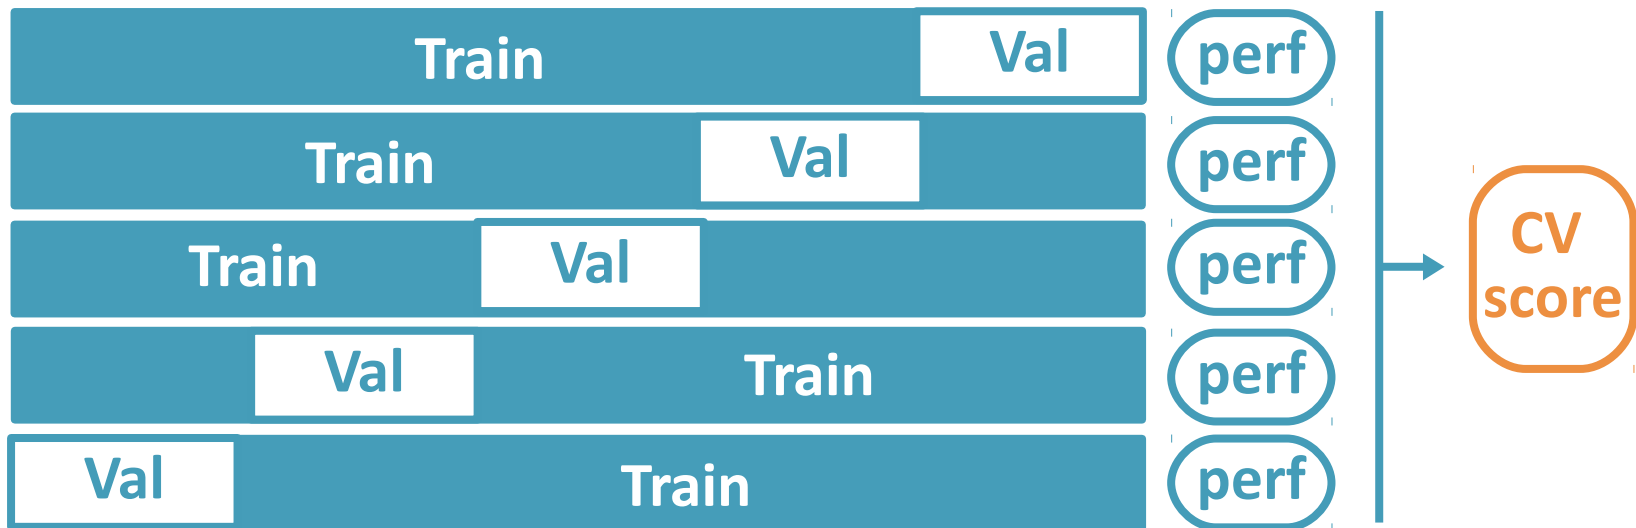 Train Val perf
Train Val perf
CV
Train Val perf
score
Val Train perf
Val Train perf